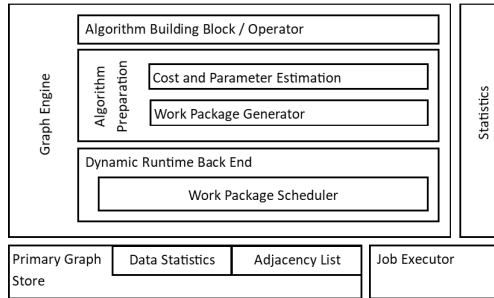 Algorithm Building Block / Operator
Graph Engine
Algorithm
Preparation
Cost and Parameter Estimation
Work Package Generator
Dynamic Runtime Back End
Work Package Scheduler
Statistics
Primary Graph
Store
Data Statistics
Adjacency List
Job Executor